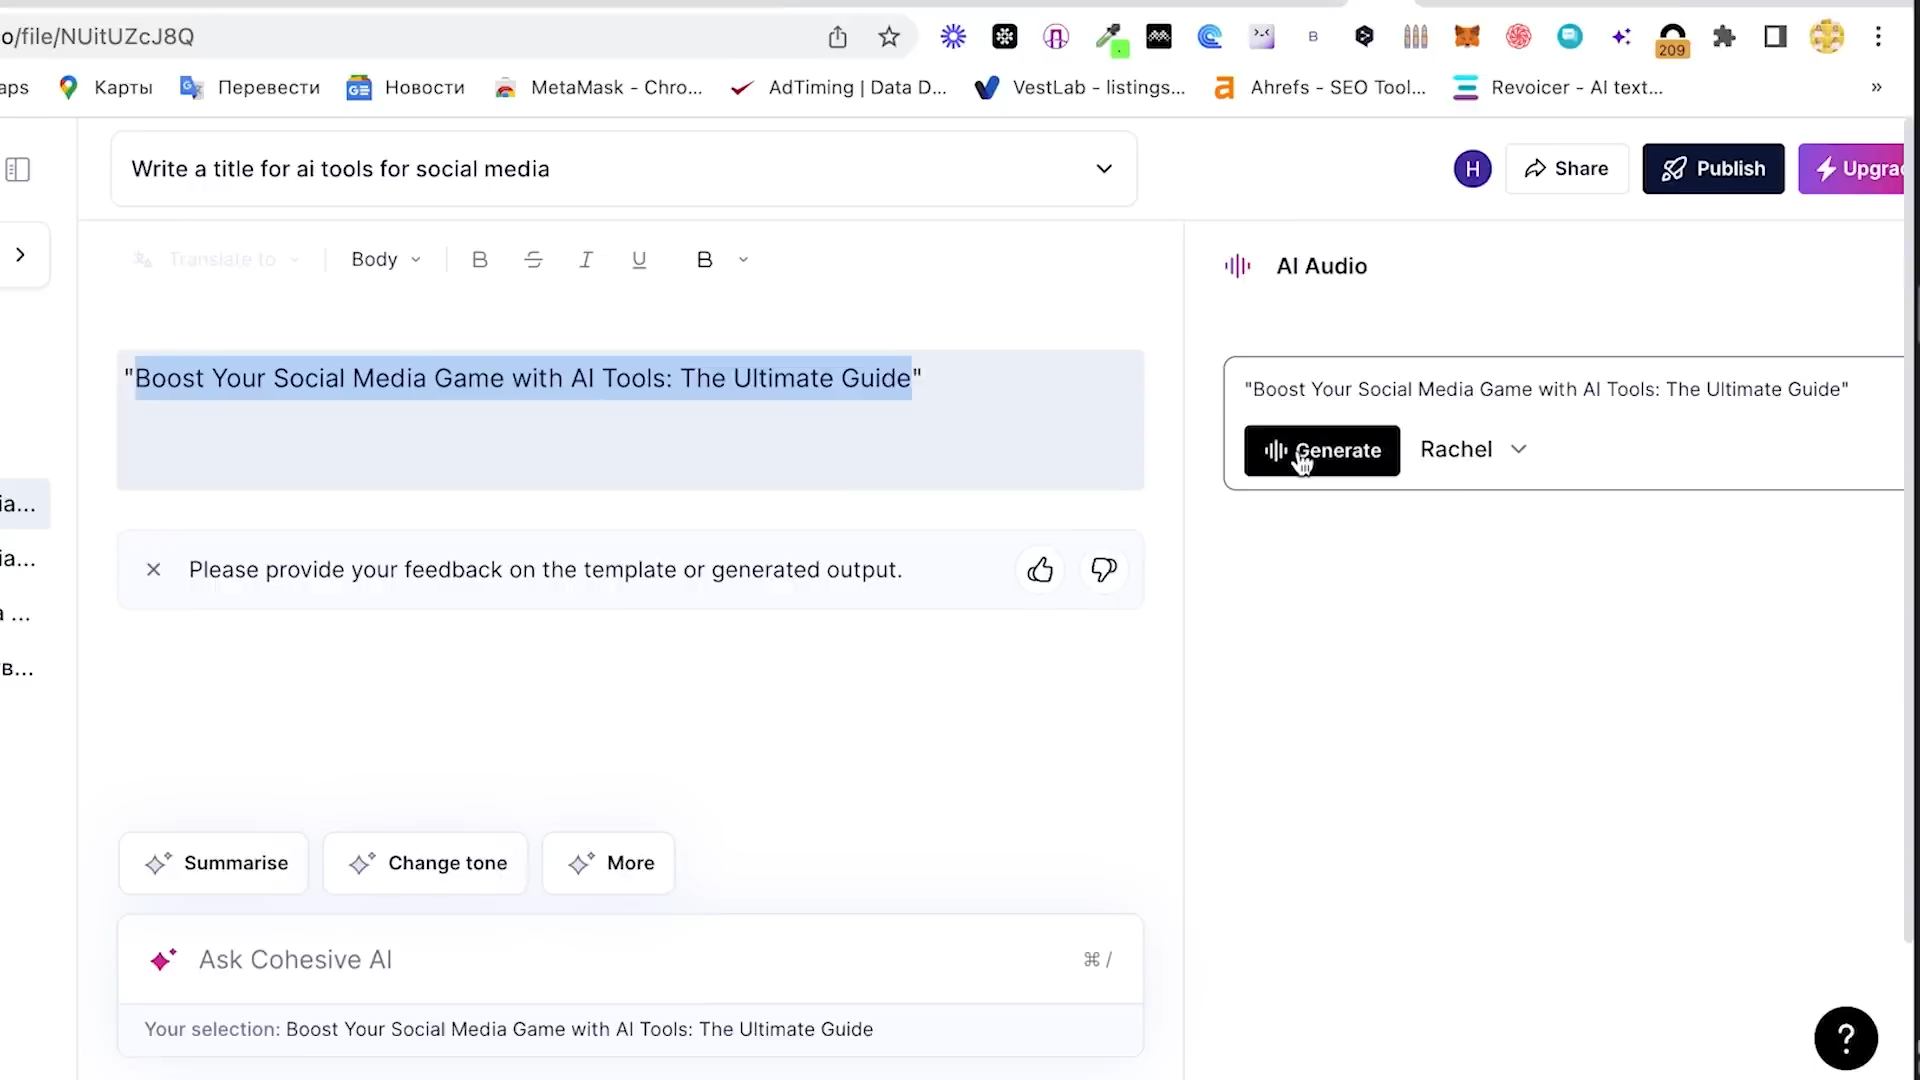 o/file/NUitUZcJ8Q
209
aps
Карты
Перевести
Новости
MetaMask - Chro...
AdTiming | Data D...
VestLab - listings...
Ahrefs - SEO Tool...
Revoicer - AI text...
»
Write a title for ai tools for social media
H
Share
Publish
Upgrac
Translate to
Body
B
S
I
U
B
AI Audio
"Boost Your Social Media Game with AI Tools: The Ultimate Guide"
"Boost Your Social Media Game with AI Tools: The Ultimate Guide"
Generate
Rachel
ia...
ia...
а ...
'в...
Please provide your feedback on the template or generated output.
Summarise
Change tone
More
Ask Cohesive AI
⌘ /
Your selection: Boost Your Social Media Game with AI Tools: The Ultimate Guide
?